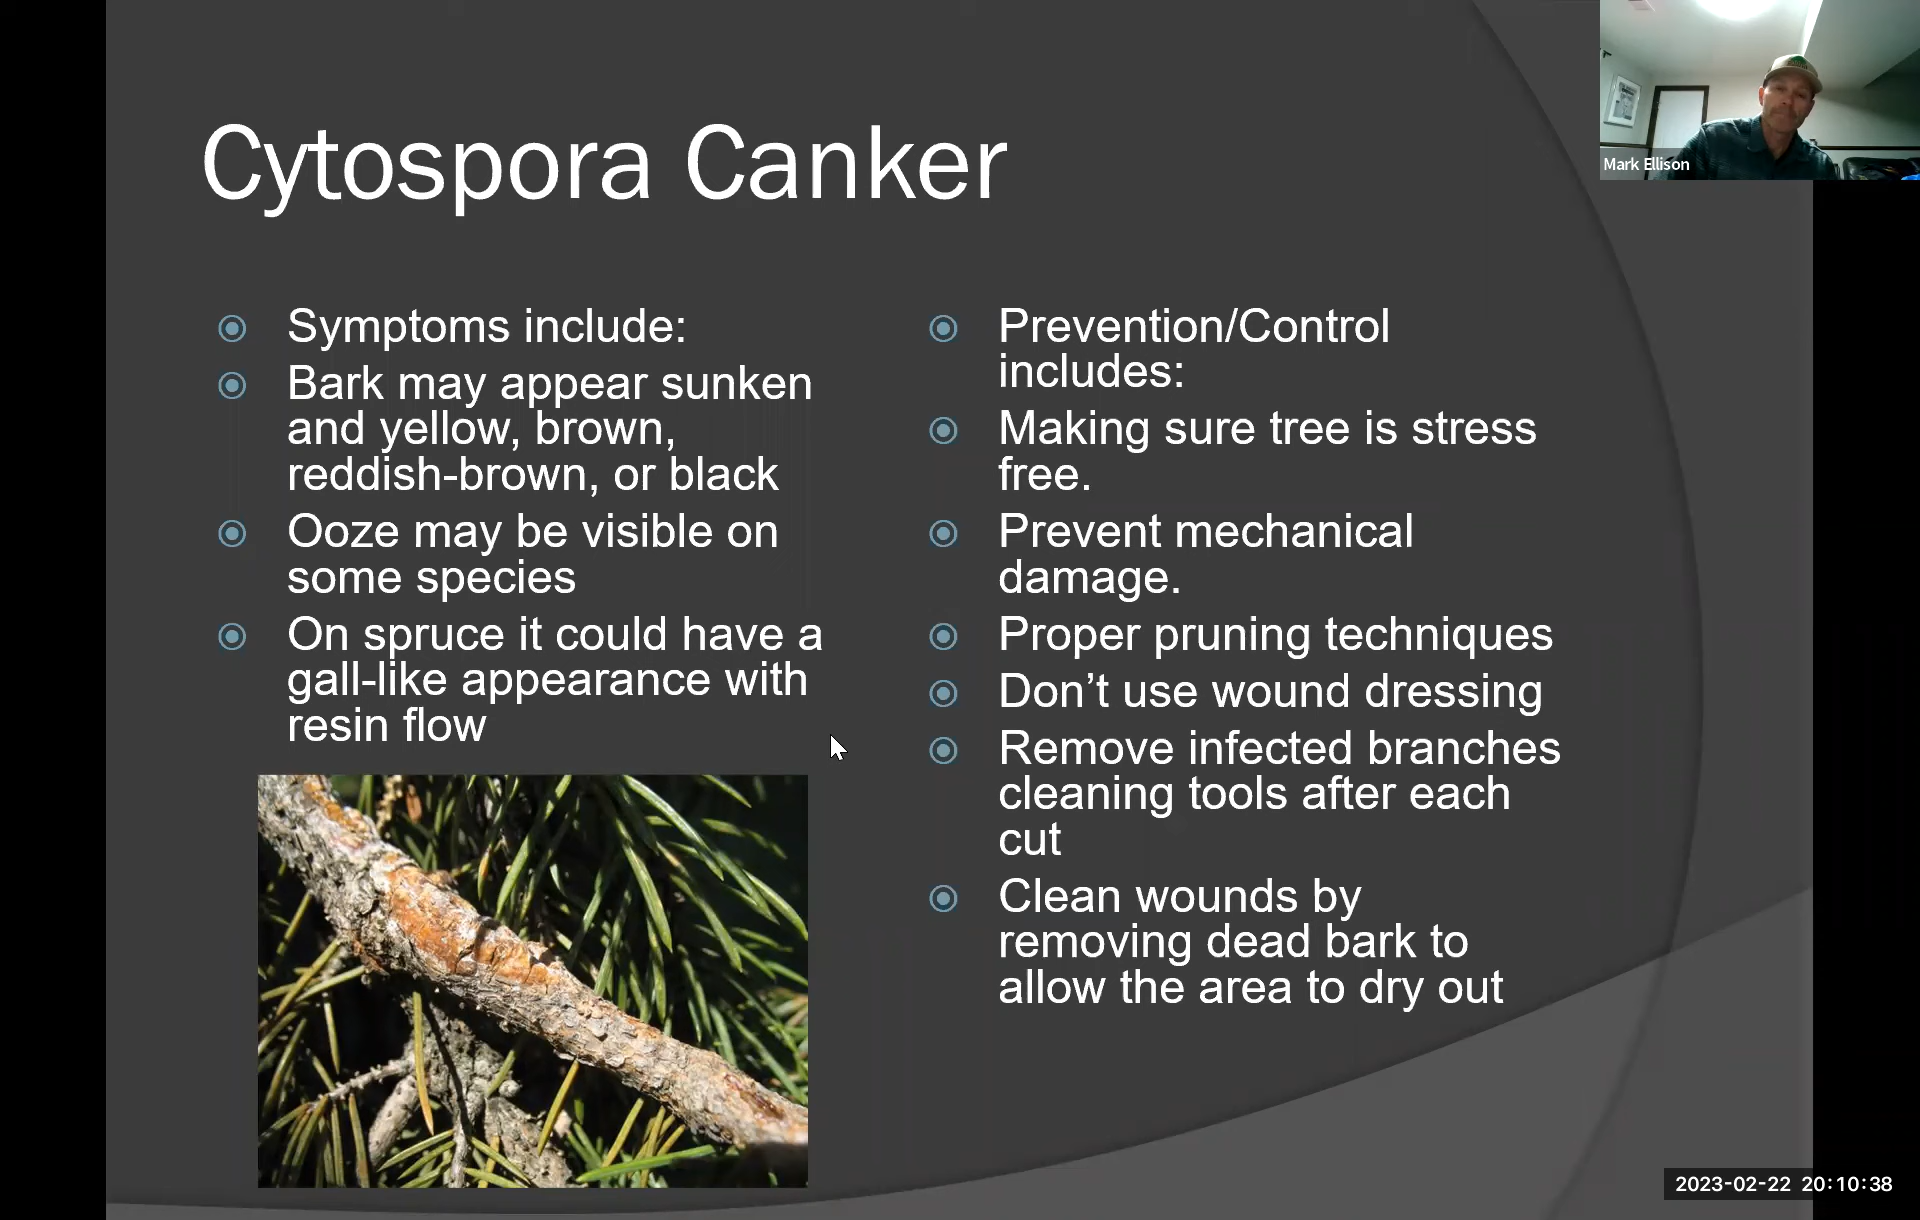 Cytospora Canker
Mark Ellison
Symptoms include:
Bark may appear sunken
and yellow, brown,
reddish-brown, or black
Ooze may be visible on
some species
On spruce it could have a
gall-like appearance with
resin flow
Prevention/Control
includes:
Making sure tree is stress
free.
Prevent mechanical
damage.
Proper pruning techniques
Don’t use wound dressing
Remove infected branches
cleaning tools after each
cut
Clean wounds by
removing dead bark to
allow the area to dry out
2023-02-22 20:10:38